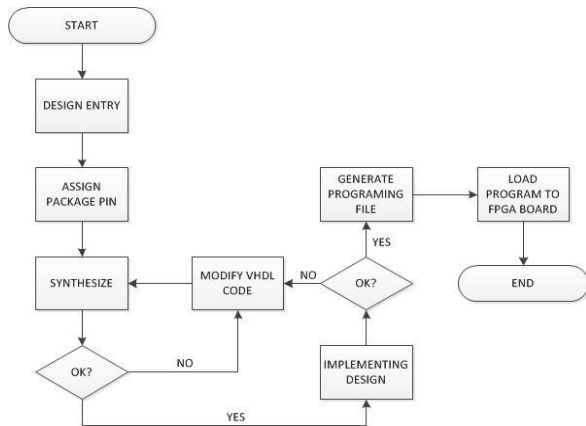 START
DESIGN ENTRY
ASSIGN
PACKAGE PIN
SYNTHESIZE
OK?
NO
YES
MODIFY VHDL
CODE
IMPLEMENTING
DESIGN
OK?
NO
YES
GENERATE
PROGRAMING
FILE
LOAD
PROGRAM TO
FPGA BOARD
END